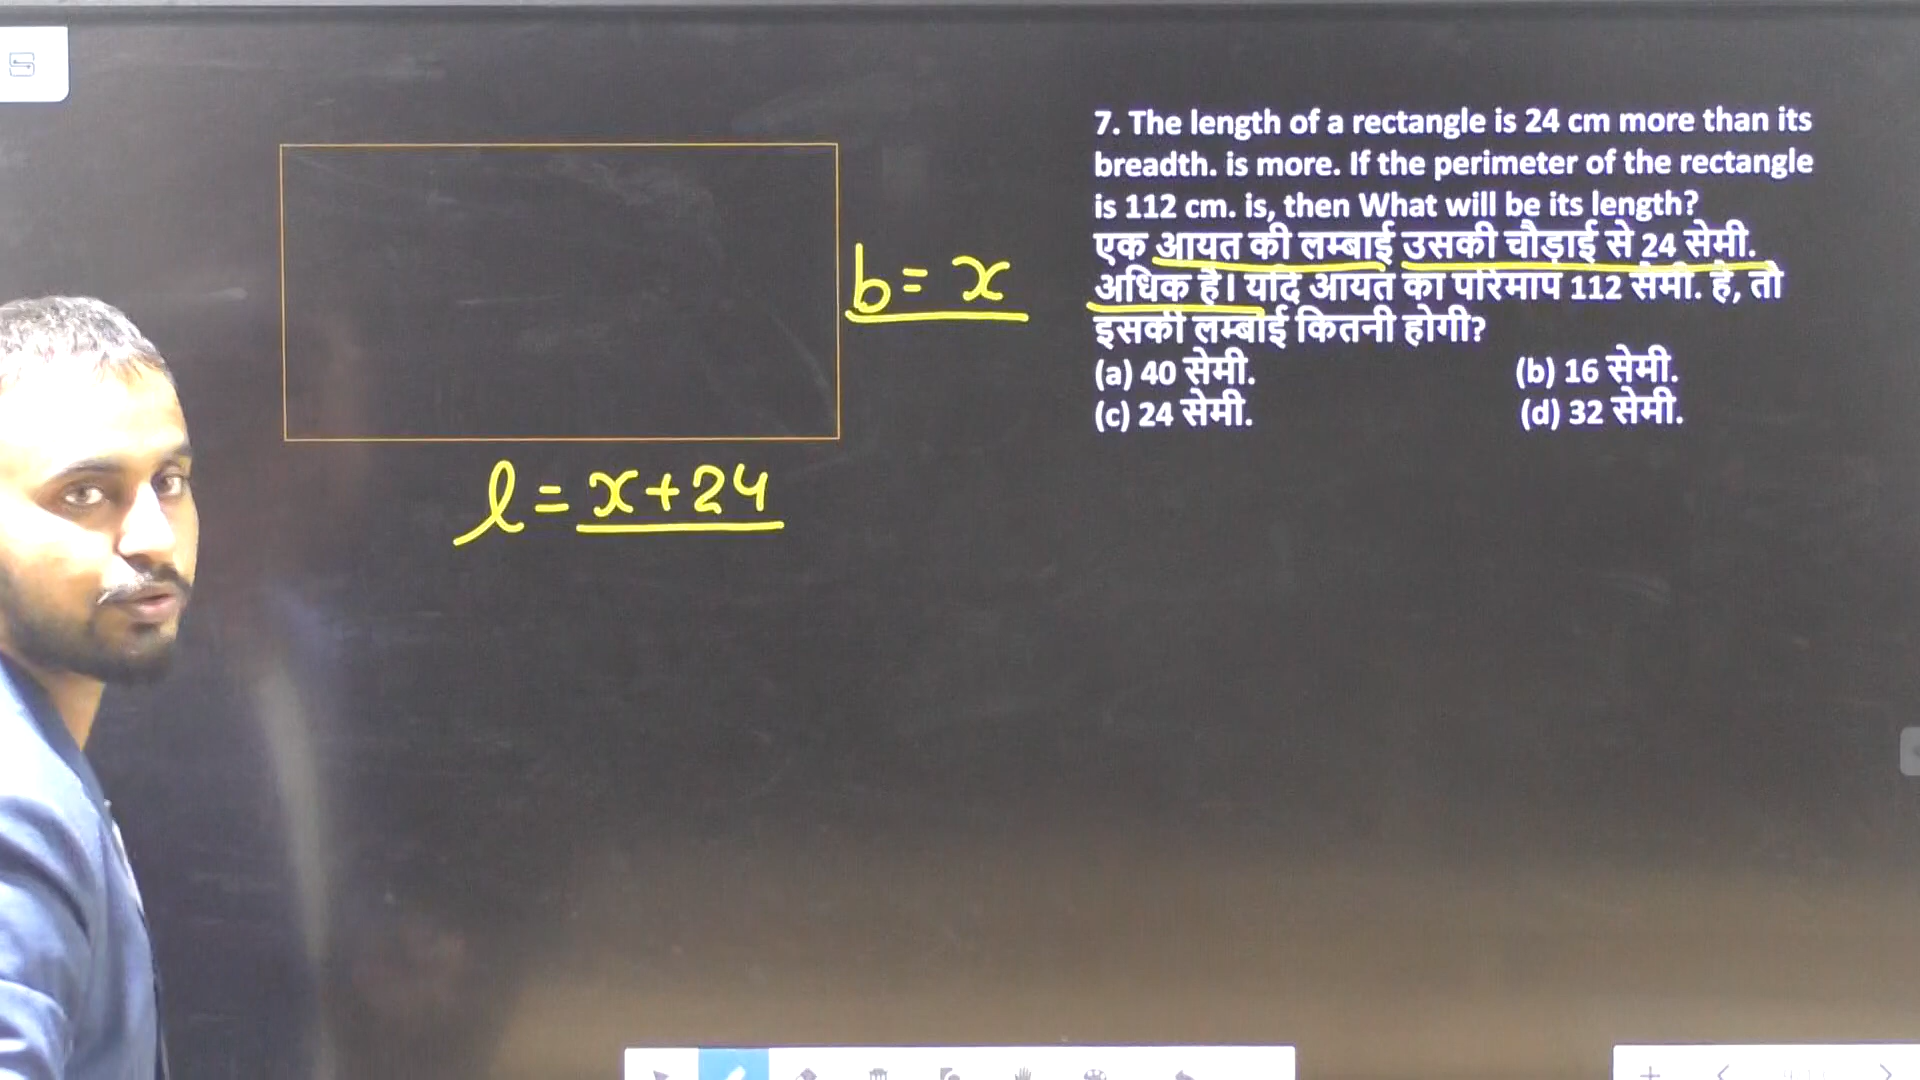 7. The length of a rectangle is 24 cm more than its
breadth. is more. If the perimeter of the rectangle
is 112 cm. is, then What will be its length?
एक आयत की लम्बाई उसकी चौड़ाई से 24 सेमी.
अधिक है। यदि आयत का परिमाप 112 सेमी. है, तो
इसकी लम्बाई कितनी होगी?
(a) 40 सेमी. (b) 16 सेमी.
(c) 24 सेमी. (d) 32 सेमी.
b = x
l = x + 24